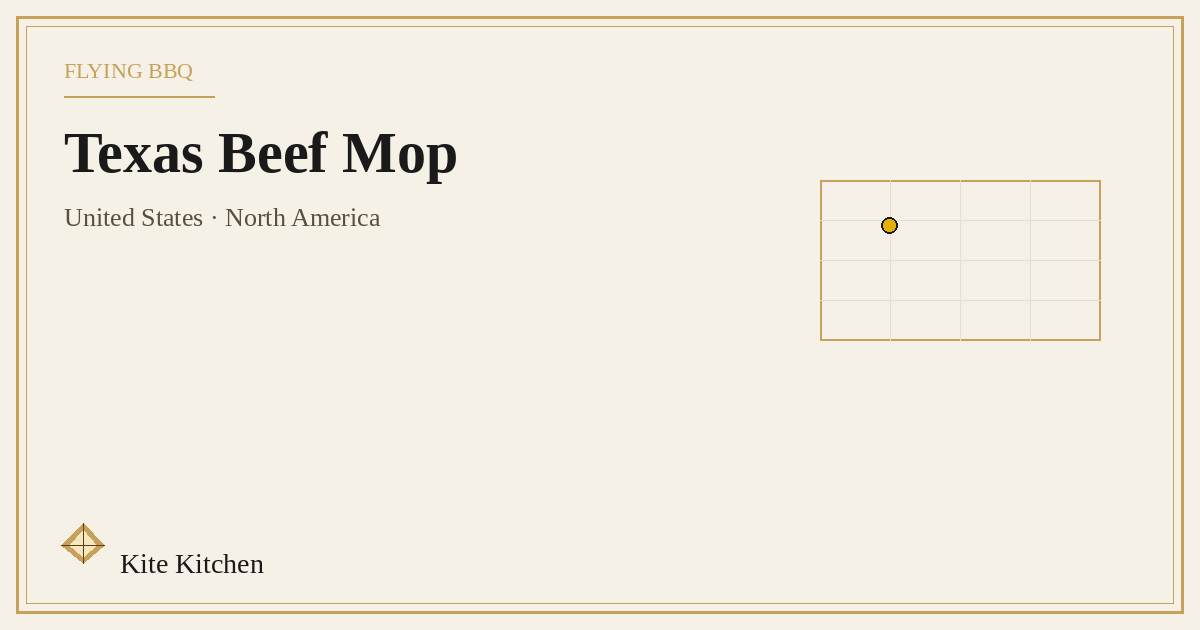 FLYING BBQ
Texas Beef Mop
United States · North America
Kite Kitchen